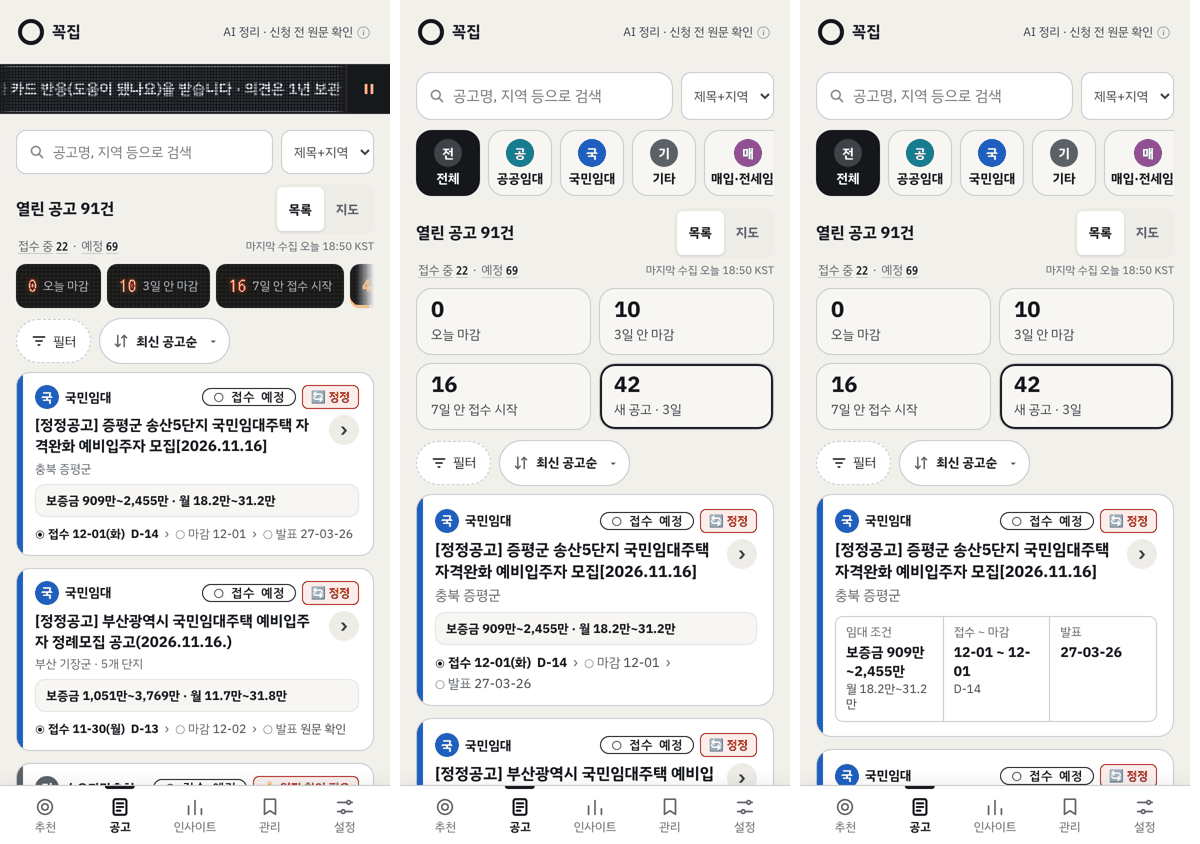 꼭집
AI 정리 · 신청 전 원문 확인 ⓘ
카드 반응(도움이 됐나요)을 받습니다 · 의견은 1년 보관
공고명, 지역 등으로 검색
제목+지역
열린 공고 91건
목록
지도
접수 중 22 · 예정 69
마지막 수집 오늘 18:50 KST
0 오늘 마감
10 3일 안 마감
16 7일 안 접수 시작
4
필터
최신 공고순
국 국민임대
접수 예정
정정
[정정공고] 증평군 송산5단지 국민임대주택 자
격완화 예비입주자 모집[2026.11.16]
충북 증평군
보증금 909만~2,455만 · 월 18.2만~31.2만
접수 12-01(화) D-14 › 마감 12-01 › 발표 27-03-26
국 국민임대
접수 예정
정정
[정정공고] 부산광역시 국민임대주택 예비입주
자 정례모집 공고(2026.11.16.)
부산 기장군 · 5개 단지
보증금 1,051만~3,769만 · 월 11.7만~31.8만
접수 11-30(월) D-13 › 마감 12-02 › 발표 원문 확인
추천
공고
인사이트
관리
설정
꼭집
AI 정리 · 신청 전 원문 확인 ⓘ
공고명, 지역 등으로 검색
제목+지역
전
전체
공
공공임대
국
국민임대
기
기타
매
매입·전세임
열린 공고 91건
목록
지도
접수 중 22 · 예정 69
마지막 수집 오늘 18:50 KST
0
오늘 마감
10
3일 안 마감
16
7일 안 접수 시작
42
새 공고 · 3일
필터
최신 공고순
국 국민임대
접수 예정
정정
[정정공고] 증평군 송산5단지 국민임대주택
자격완화 예비입주자 모집[2026.11.16]
충북 증평군
보증금 909만~2,455만 · 월 18.2만~31.2만
접수 12-01(화) D-14 › 마감 12-01 ›
발표 27-03-26
국 국민임대
접수 예정
정정
[정정공고] 부산광역시 국민임대주택 예비입
추천
공고
인사이트
관리
설정
꼭집
AI 정리 · 신청 전 원문 확인 ⓘ
공고명, 지역 등으로 검색
제목+지역
전
전체
공
공공임대
국
국민임대
기
기타
매
매입·전세임
열린 공고 91건
목록
지도
접수 중 22 · 예정 69
마지막 수집 오늘 18:50 KST
0
오늘 마감
10
3일 안 마감
16
7일 안 접수 시작
42
새 공고 · 3일
필터
최신 공고순
국 국민임대
접수 예정
정정
[정정공고] 증평군 송산5단지 국민임대주택
자격완화 예비입주자 모집[2026.11.16]
충북 증평군
임대 조건
보증금 909만
~2,455만
월 18.2만~31.2
만
접수 ~ 마감
12-01 ~ 12-
01
D-14
발표
27-03-26
국 국민임대
접수 예정
정정
추천
공고
인사이트
관리
설정